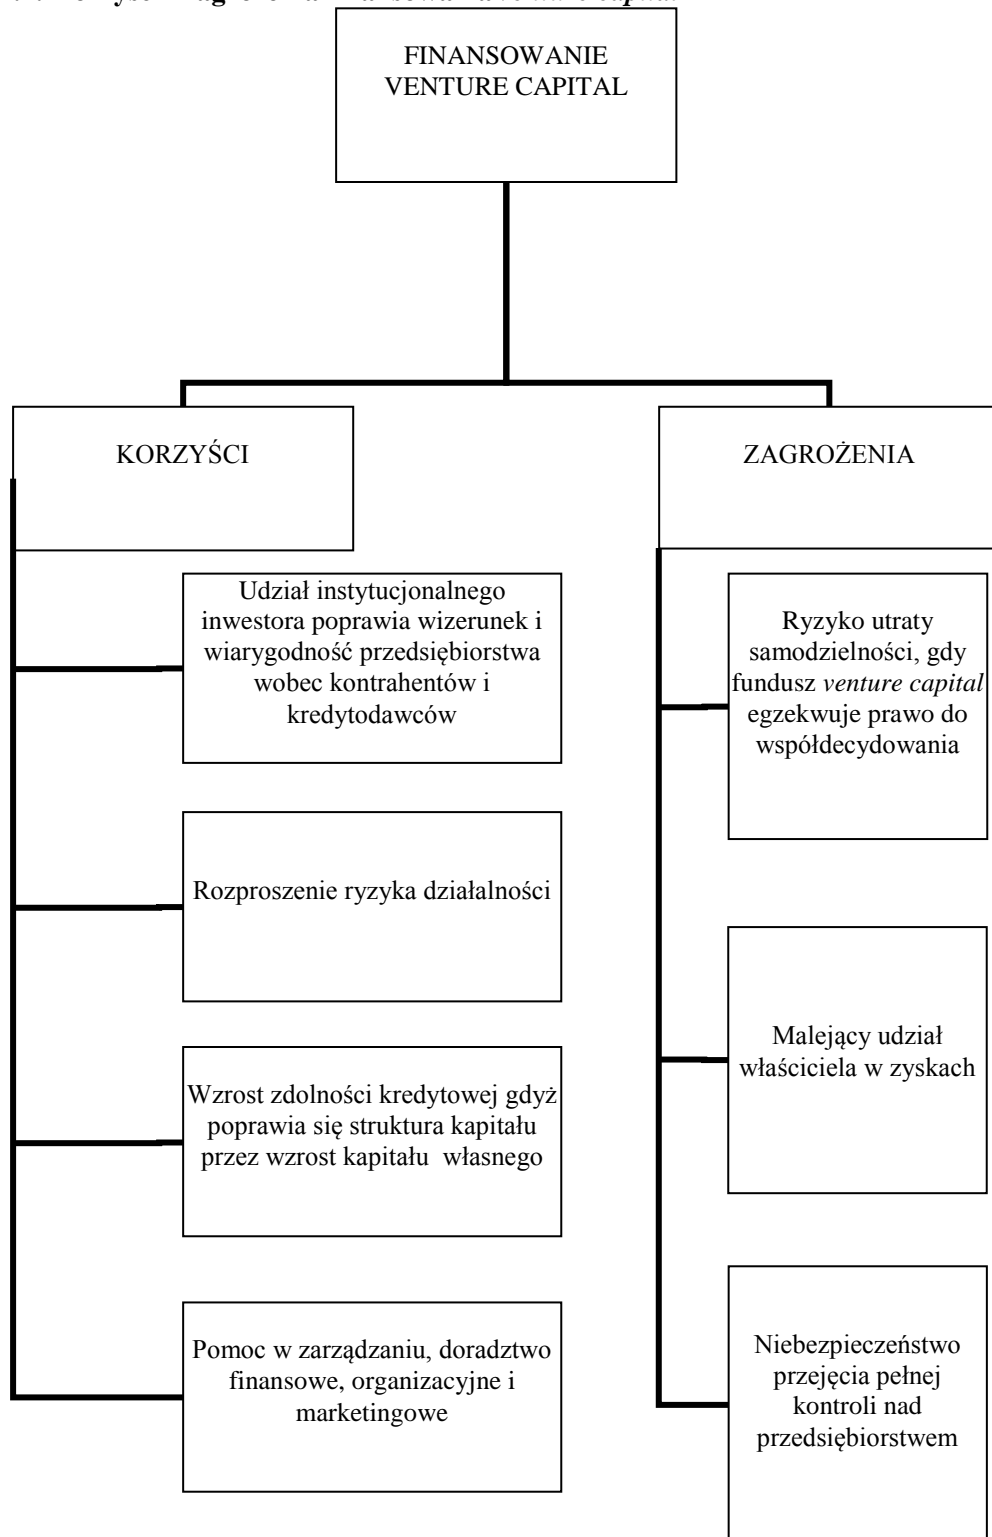 FINANSOWANIE
VENTURE CAPITAL
KORZYŚCI
Udział instytucjonalnego
inwestora poprawia wizerunek i
wiarygodność przedsiębiorstwa
wobec kontrahentów i
kredytodawców
Rozproszenie ryzyka działalności
Wzrost zdolności kredytowej gdyż
poprawia się struktura kapitału
przez wzrost kapitału własnego
Pomoc w zarządzaniu, doradztwo
finansowe, organizacyjne i
marketingowe
ZAGROŻENIA
Ryzyko utraty
samodzielności, gdy
fundusz venture capital
egzekwuje prawo do
współdecydowania
Malejący udział
właściciela w zyskach
Niebezpieczeństwo
przejęcia pełnej
kontroli nad
przedsiębiorstwem